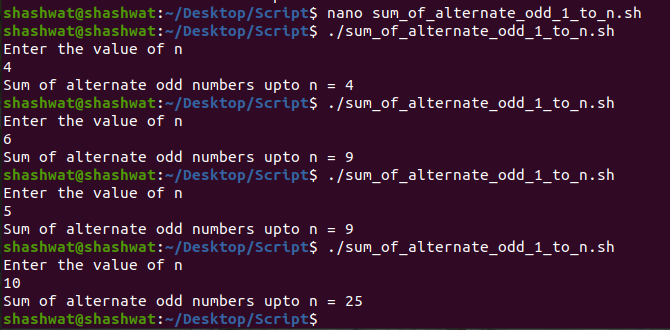 shashwat@shashwat:~/Desktop/Script$ nano sum_of_alternate_odd_1_to_n.sh
shashwat@shashwat:~/Desktop/Script$ ./sum_of_alternate_odd_1_to_n.sh
Enter the value of n
4
Sum of alternate odd numbers upto n = 4
shashwat@shashwat:~/Desktop/Script$ ./sum_of_alternate_odd_1_to_n.sh
Enter the value of n
6
Sum of alternate odd numbers upto n = 9
shashwat@shashwat:~/Desktop/Script$ ./sum_of_alternate_odd_1_to_n.sh
Enter the value of n
5
Sum of alternate odd numbers upto n = 9
shashwat@shashwat:~/Desktop/Script$ ./sum_of_alternate_odd_1_to_n.sh
Enter the value of n
10
Sum of alternate odd numbers upto n = 25
shashwat@shashwat:~/Desktop/Script$